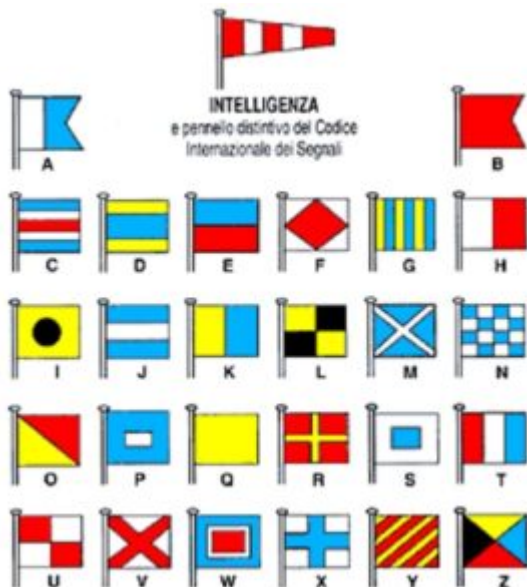 INTELLIGENZA
e pennello distintivo del Codice
Internazionale dei Segnali
A B
C D E F G H
I J K L M N
O P Q R S T
U V W X Y Z